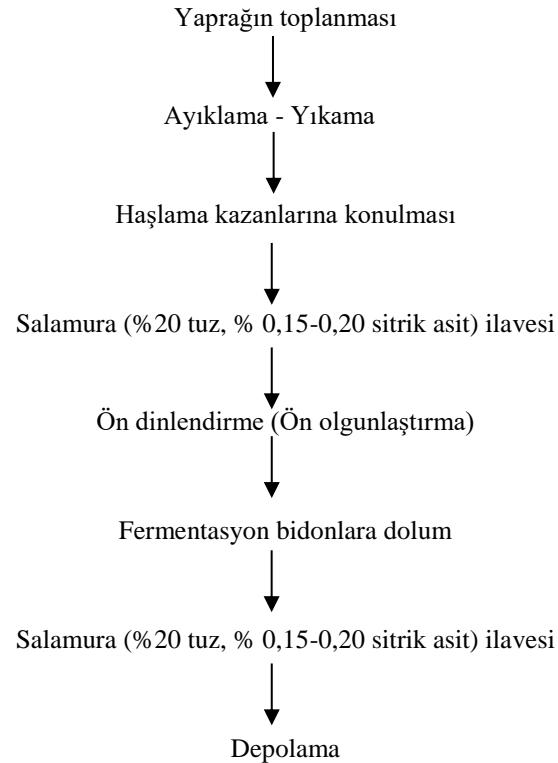 Yaprağın toplanması
Ayıklama - Yıkama
Haşlama kazanlarına konulması
Salamura (%20 tuz, % 0,15-0,20 sitrik asit) ilavesi
Ön dinlendirme (Ön olgunlaştırma)
Fermentasyon bidonlara dolum
Salamura (%20 tuz, % 0,15-0,20 sitrik asit) ilavesi
Depolama